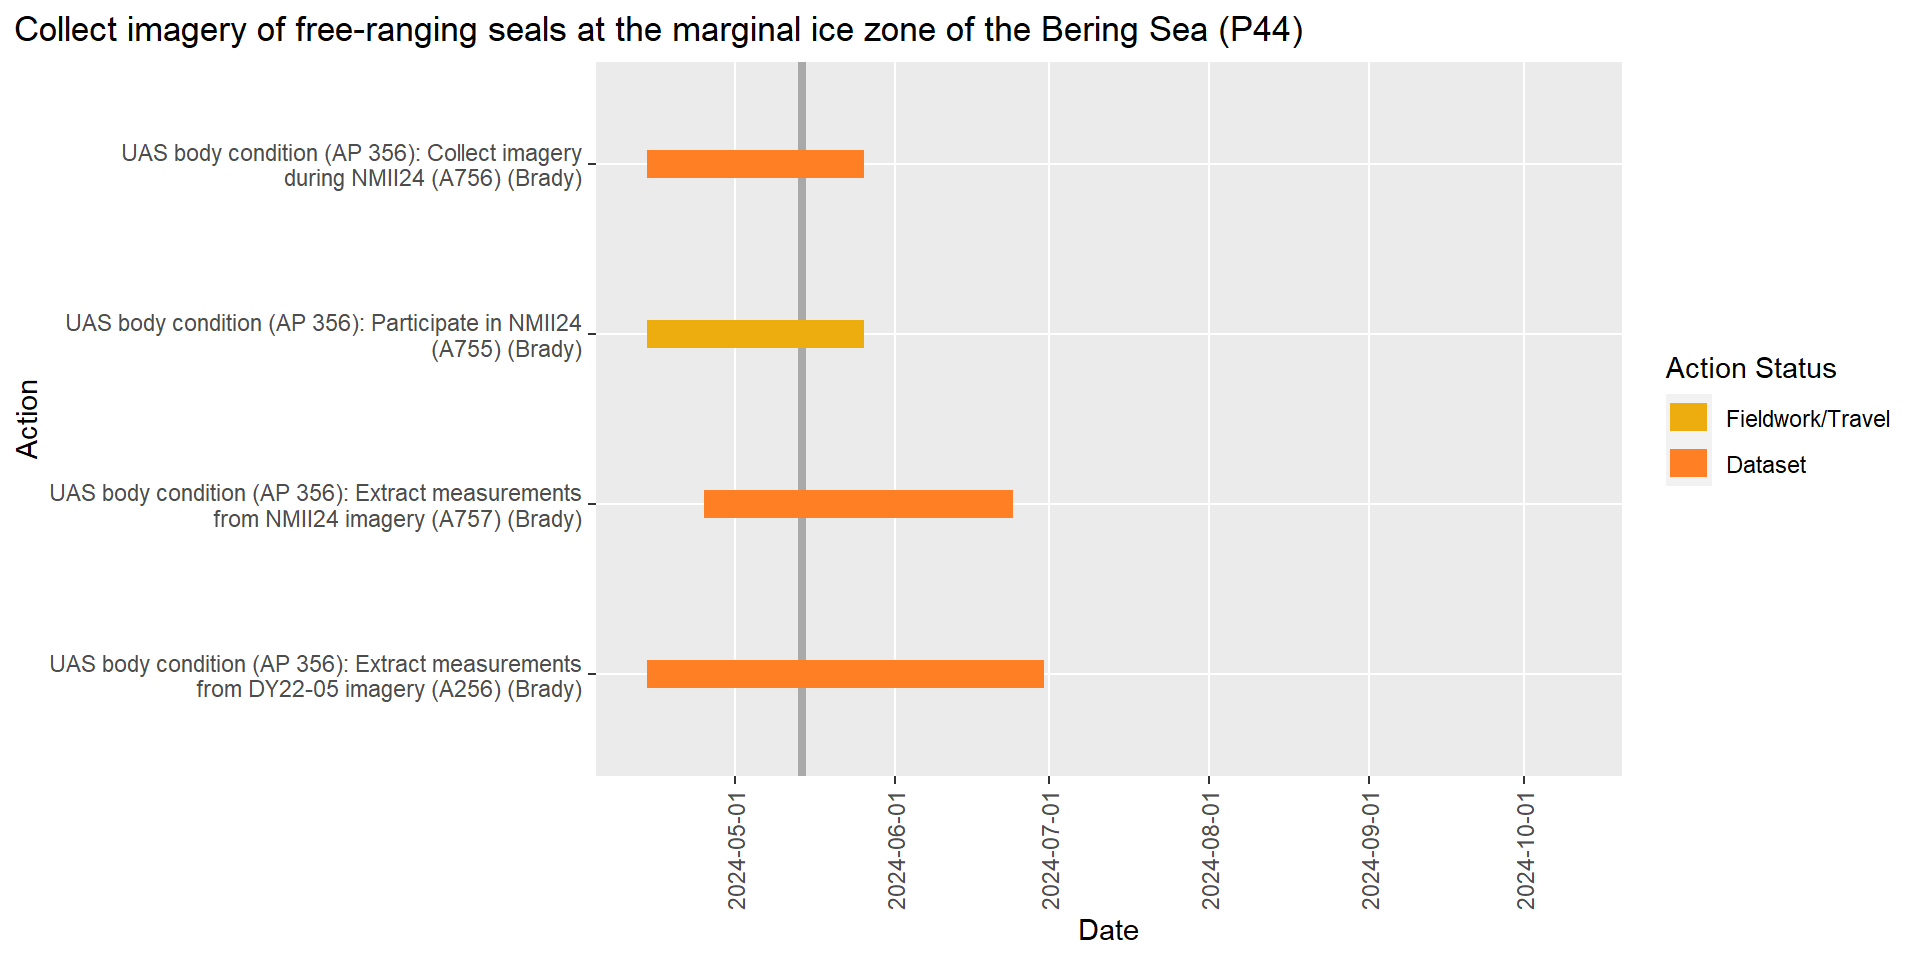 Collect imagery of free-ranging seals at the marginal ice zone of the Bering Sea (P44)
UAS body condition (AP 356): Collect imagery
during NMII24 (A756) (Brady)
UAS body condition (AP 356): Participate in NMII24
(A755) (Brady)
UAS body condition (AP 356): Extract measurements
from NMII24 imagery (A757) (Brady)
UAS body condition (AP 356): Extract measurements
from DY22-05 imagery (A256) (Brady)
Action
2024-05-01
2024-06-01
2024-07-01
2024-08-01
2024-09-01
2024-10-01
Date
Action Status
Fieldwork/Travel
Dataset